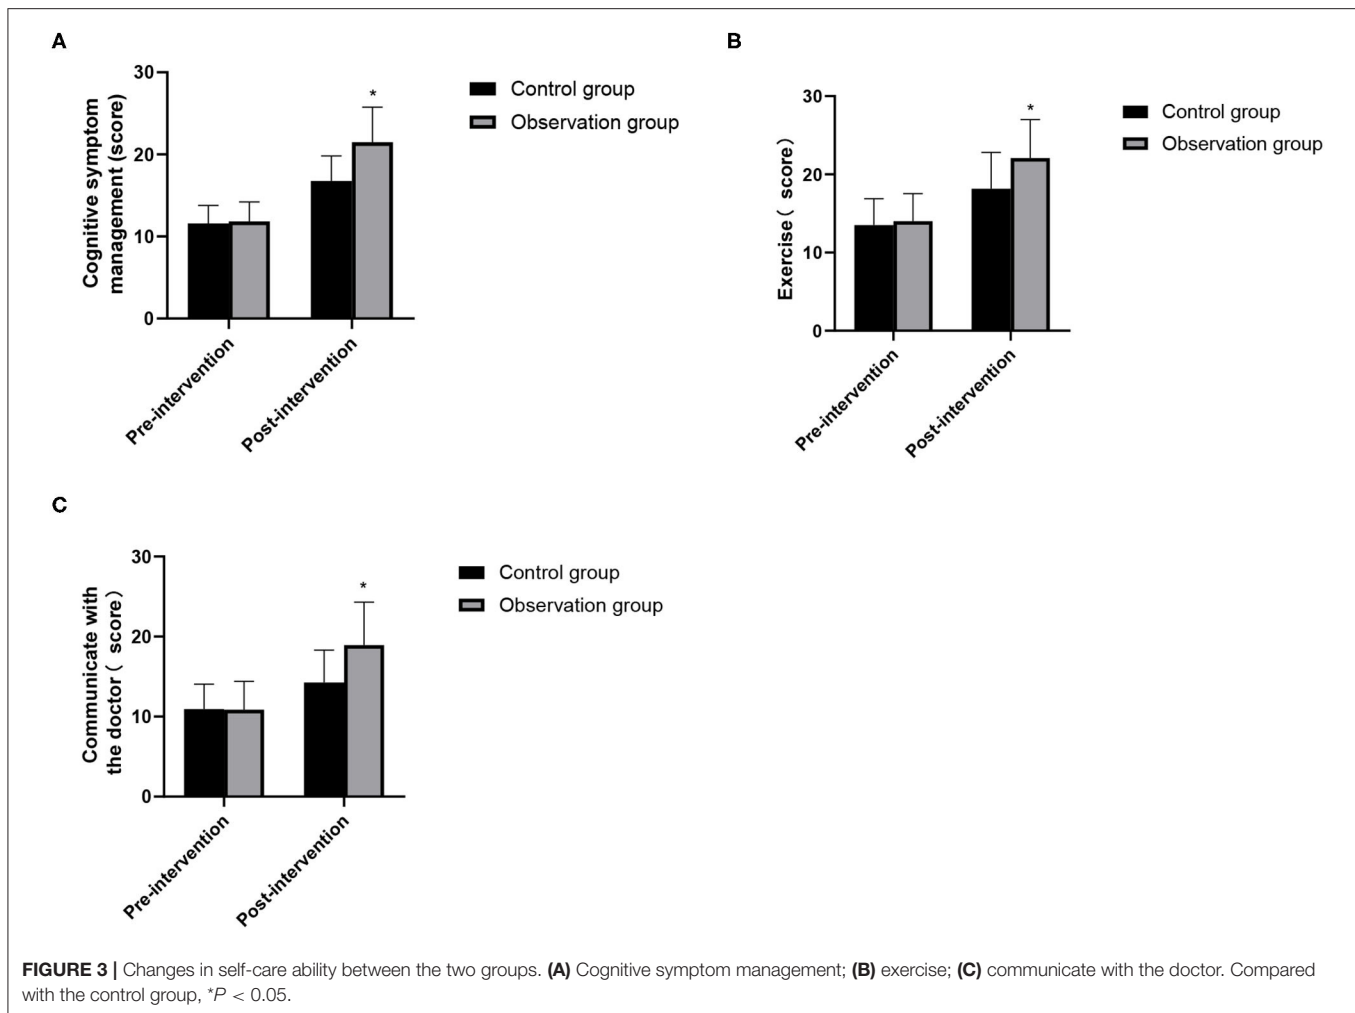 A
Cognitive symptom
management (score)
30
20
10
0
Pre-intervention
Post-intervention
*
Control group
Observation group
B
Exercise（ score）
30
20
10
0
Pre-intervention
Post-intervention
*
Control group
Observation group
C
Communicate with
the doctor（ score）
30
20
10
0
Pre-intervention
Post-intervention
*
Control group
Observation group
FIGURE 3 | Changes in self-care ability between the two groups. (A) Cognitive symptom management; (B) exercise; (C) communicate with the doctor. Compared
with the control group, *P < 0.05.